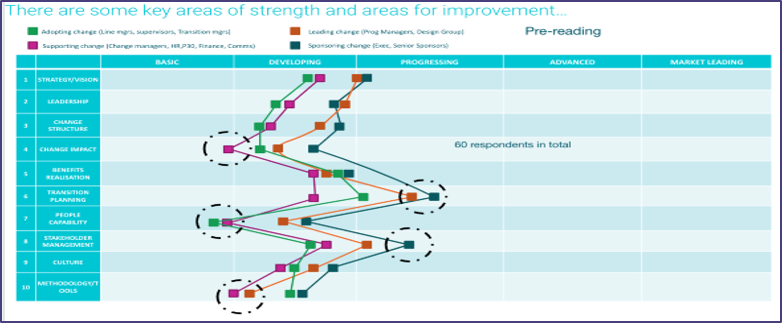 There are some key areas of strength and areas for improvement...
Adopting change (Line mrs, supervisors, Transition mgrs)
Leading change (Prog Managers, Design Group)
Pre-reading
Supporting change (Change managers, HR,P30, Finance, Comms)
Sponsoring change (Exec, Senior Sponsors)
BASIC DEVELOPING PROGRESSING ADVANCED MARKET LEADING
1 STRATEGY/VISION
2 LEADERSHIP
3 CHANGE
STRUCTURE
4 CHANGE IMPACT
60 respondents in total
5 BENEFITS
REALISATION
6 TRANSITION
PLANNING
7 PEOPLE
CAPABILITY
8 STAKEHOLDER
MANAGEMENT
9 CULTURE
10 METHODOLOGY/T
OOLS